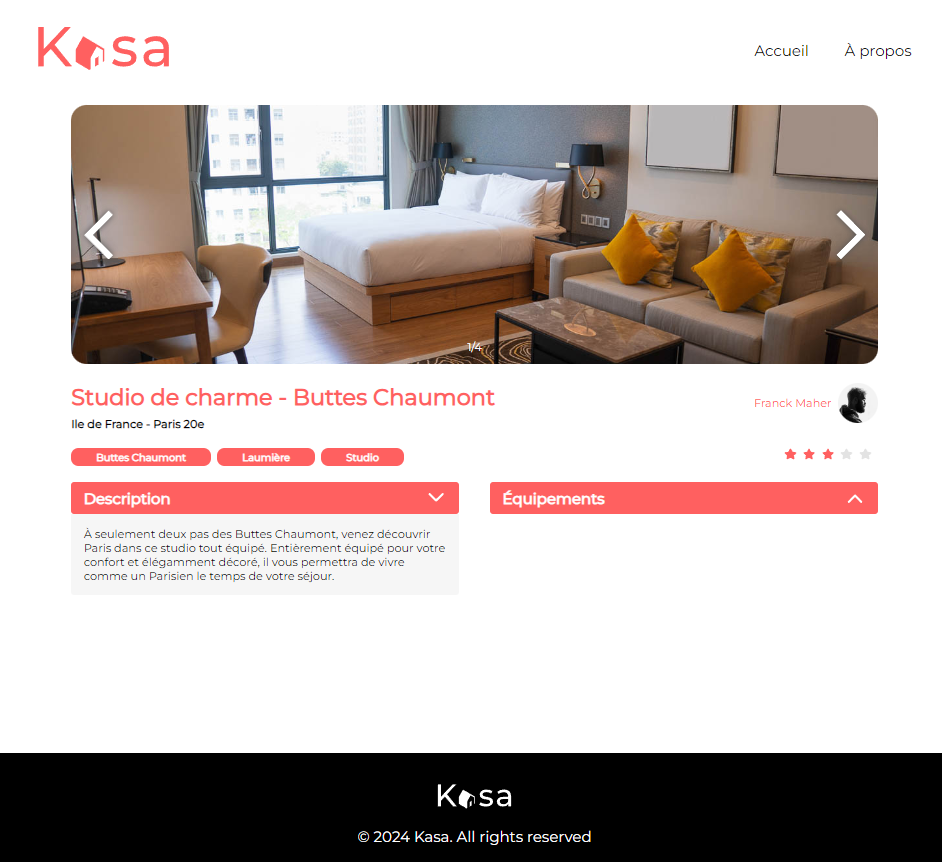 Kasa
Accueil
À propos
1/4
Studio de charme - Buttes Chaumont
Franck Maher
Ile de France - Paris 20e
Buttes Chaumont
Laumière
Studio
Description
Équipements
À seulement deux pas des Buttes Chaumont, venez découvrir
Paris dans ce studio tout équipé. Entièrement équipé pour votre
confort et élégamment décoré, il vous permettra de vivre
comme un Parisien le temps de votre séjour.
Kasa
© 2024 Kasa. All rights reserved